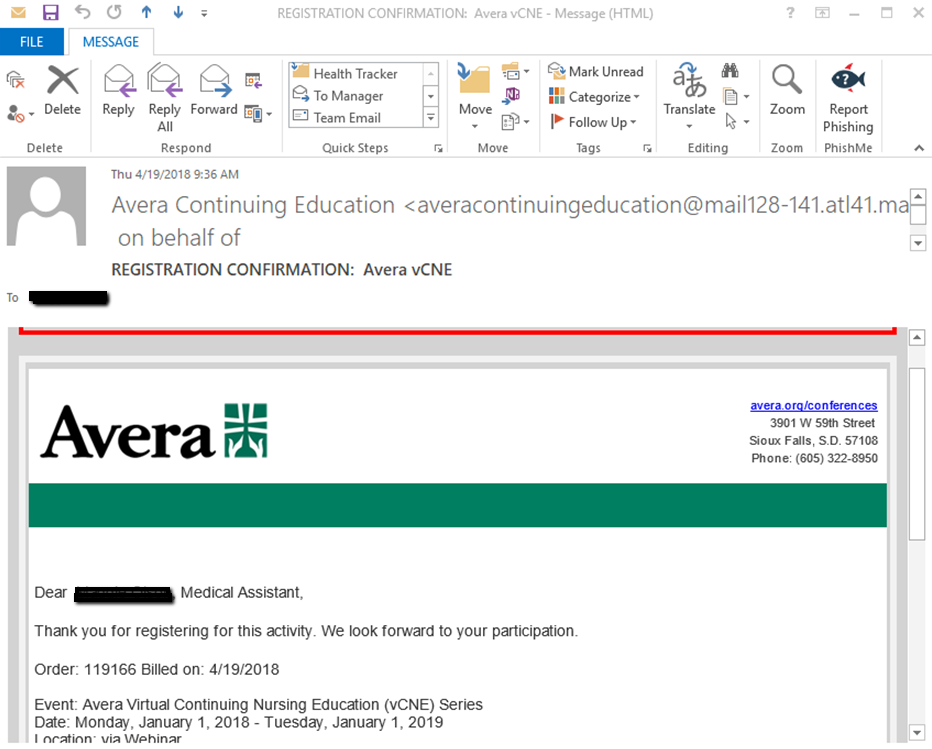 REGISTRATION CONFIRMATION:  Avera vCNE - Message (HTML)
FILE
MESSAGE
Delete
Reply
Reply All
Forward
Health Tracker
To Manager
Team Email
Move
Mark Unread
Categorize
Follow Up
Translate
Zoom
Report Phishing
Delete
Respond
Quick Steps
Move
Tags
Editing
Zoom
PhishMe
Thu 4/19/2018 9:36 AM
Avera Continuing Education <averacontinuingeducation@mail128-141.atl41.ma
on behalf of
REGISTRATION CONFIRMATION:  Avera vCNE
To
Avera
avera.org/conferences
3901 W 59th Street
Sioux Falls, S.D. 57108
Phone: (605) 322-8950
Dear , Medical Assistant,
Thank you for registering for this activity. We look forward to your participation.
Order: 119166 Billed on: 4/19/2018
Event: Avera Virtual Continuing Nursing Education (vCNE) Series
Date: Monday, January 1, 2018 - Tuesday, January 1, 2019
Location: via Webinar